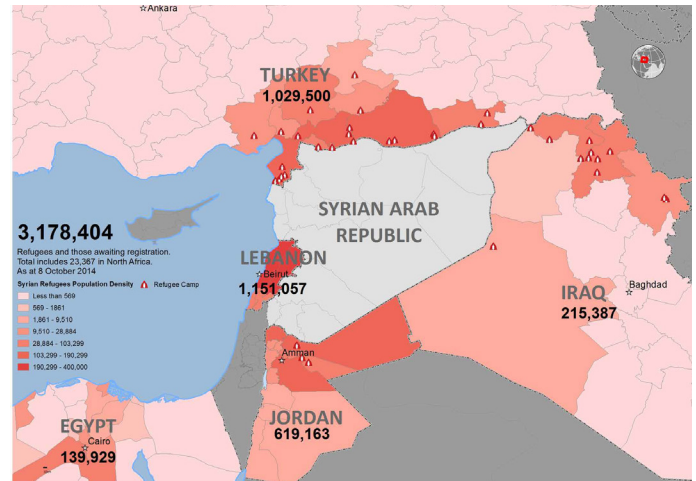 Ankara
TURKEY
1,029,500
SYRIAN ARAB
REPUBLIC
3,178,404
Refugees and those awaiting registration.
Total includes 23,367 in North Africa.
As at 8 October 2014
Syrian Refugees Population Density
Refugee Camp
Less than 569
569 - 1861
1,861 - 9,510
9,510 - 28,884
28,884 - 103,299
103,299 - 190,299
190,299 - 400,000
LEBANON
Beirut
1,151,057
IRAQ
Baghdad
215,387
Amman
JORDAN
619,163
EGYPT
Cairo
139,929